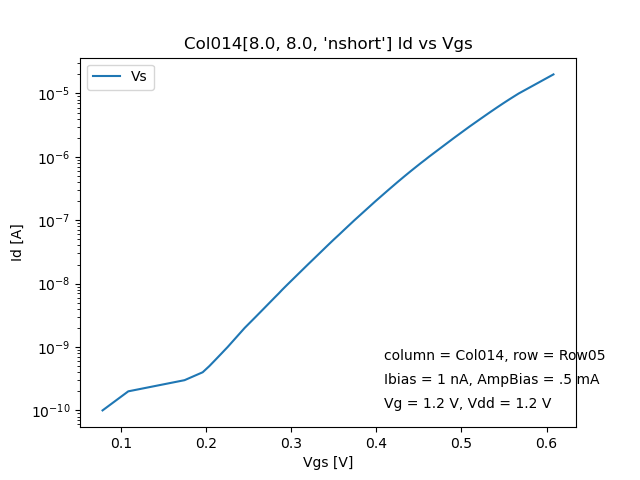 Col014[8.0, 8.0, 'nshort'] Id vs Vgs
Vs
10⁻⁵
10⁻⁶
10⁻⁷
10⁻⁸
10⁻⁹
10⁻¹⁰
Id [A]
column = Col014, row = Row05
Ibias = 1 nA, AmpBias = .5 mA
Vg = 1.2 V, Vdd = 1.2 V
0.1 0.2 0.3 0.4 0.5 0.6
Vgs [V]